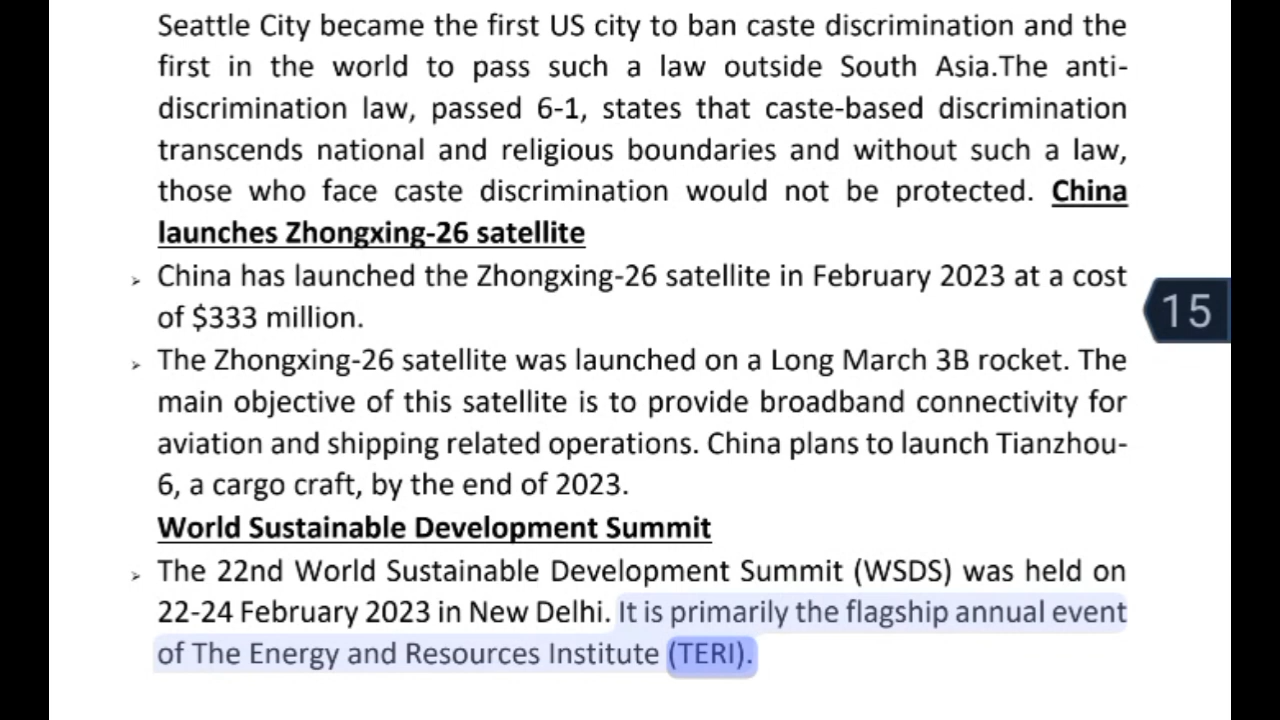 Seattle City became the first US city to ban caste discrimination and the
first in the world to pass such a law outside South Asia.The anti-
discrimination law, passed 6-1, states that caste-based discrimination
transcends national and religious boundaries and without such a law,
those who face caste discrimination would not be protected. China
launches Zhongxing-26 satellite
➢ China has launched the Zhongxing-26 satellite in February 2023 at a cost
of $333 million.
15
➢ The Zhongxing-26 satellite was launched on a Long March 3B rocket. The
main objective of this satellite is to provide broadband connectivity for
aviation and shipping related operations. China plans to launch Tianzhou-
6, a cargo craft, by the end of 2023.
World Sustainable Development Summit
➢ The 22nd World Sustainable Development Summit (WSDS) was held on
22-24 February 2023 in New Delhi. It is primarily the flagship annual event
of The Energy and Resources Institute (TERI).